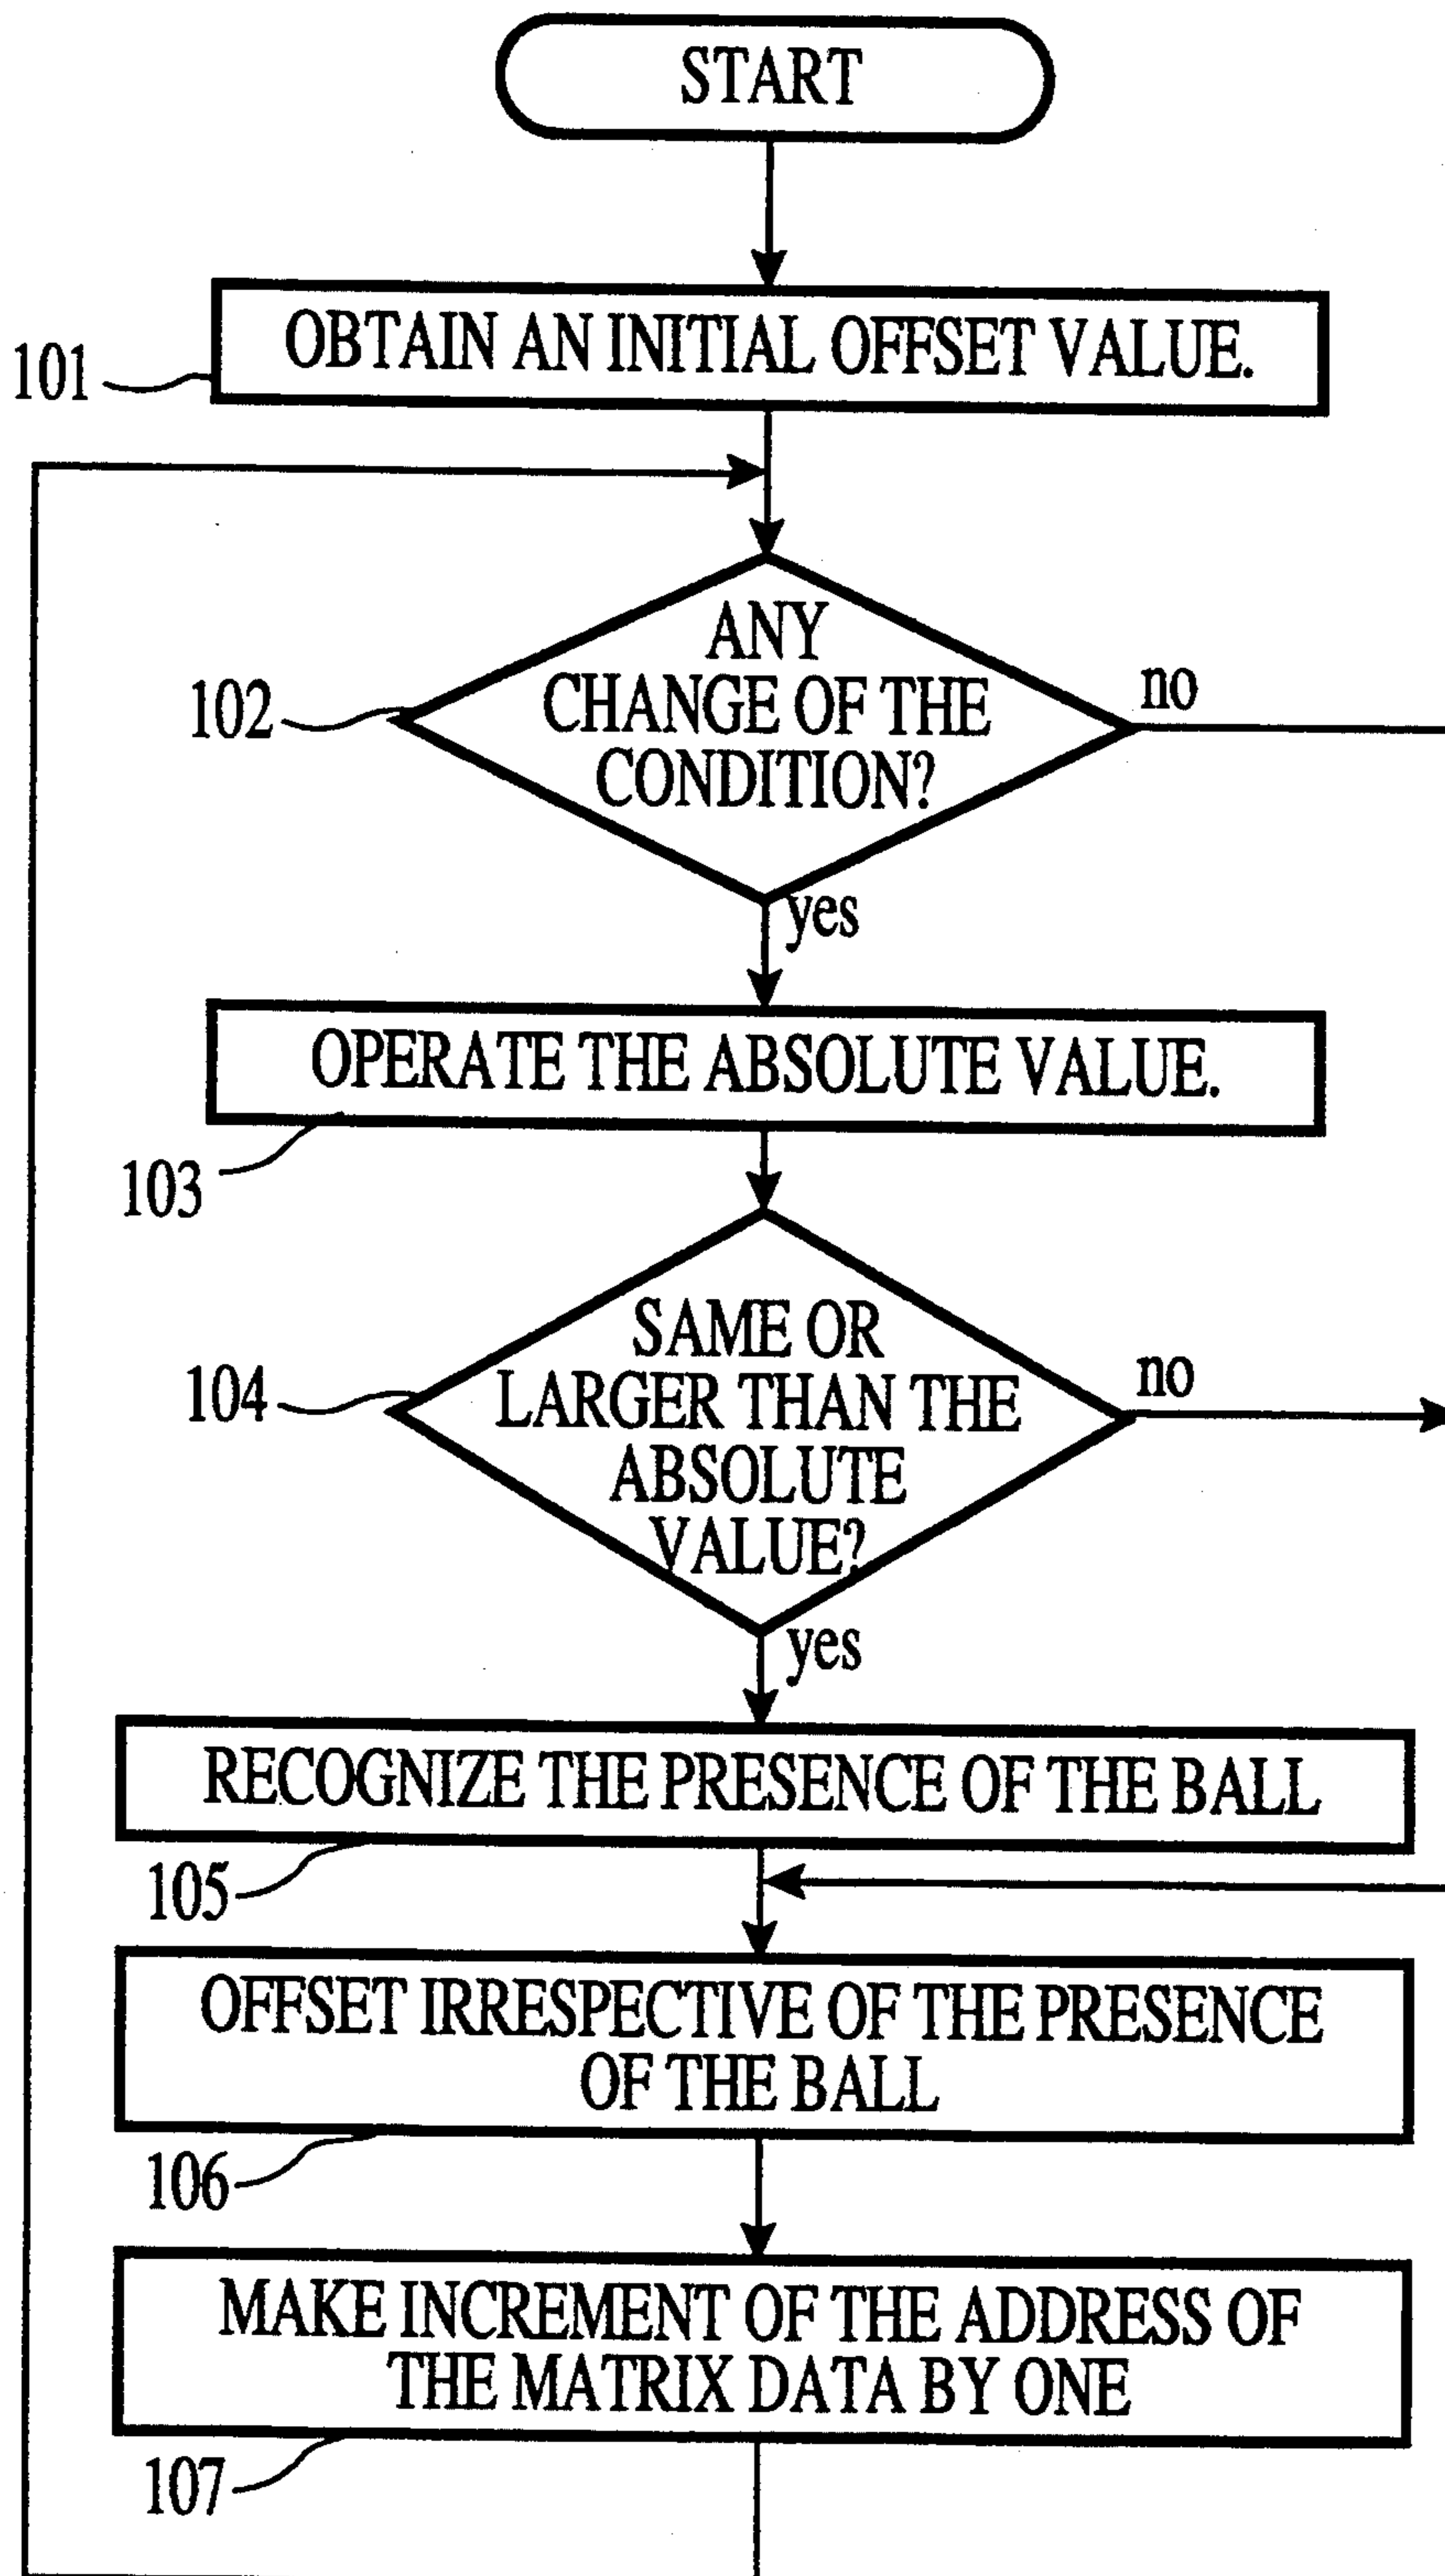 START
OBTAIN AN INITIAL OFFSET VALUE.
101
ANY
CHANGE OF THE
CONDITION?
102
no
yes
OPERATE THE ABSOLUTE VALUE.
103
SAME OR
LARGER THAN THE
ABSOLUTE
VALUE?
104
no
yes
RECOGNIZE THE PRESENCE OF THE BALL
105
OFFSET IRRESPECTIVE OF THE PRESENCE
OF THE BALL
106
MAKE INCREMENT OF THE ADDRESS OF
THE MATRIX DATA BY ONE
107